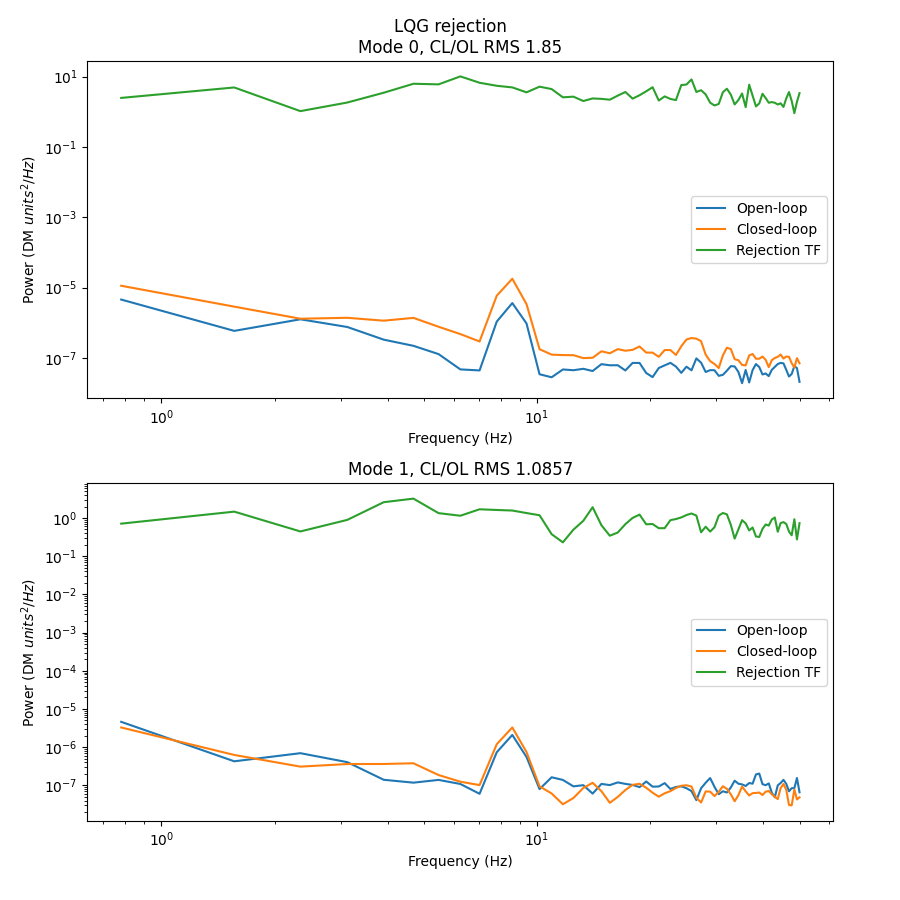 LQG rejection
Mode 0, CL/OL RMS 1.85
10^1
10^-1
10^-3
10^-5
10^-7
Power (DM units^2/Hz)
Open-loop
Closed-loop
Rejection TF
10^0
10^1
Frequency (Hz)
Mode 1, CL/OL RMS 1.0857
10^0
10^-1
10^-2
10^-3
10^-4
10^-5
10^-6
10^-7
Power (DM units^2/Hz)
Open-loop
Closed-loop
Rejection TF
10^0
10^1
Frequency (Hz)